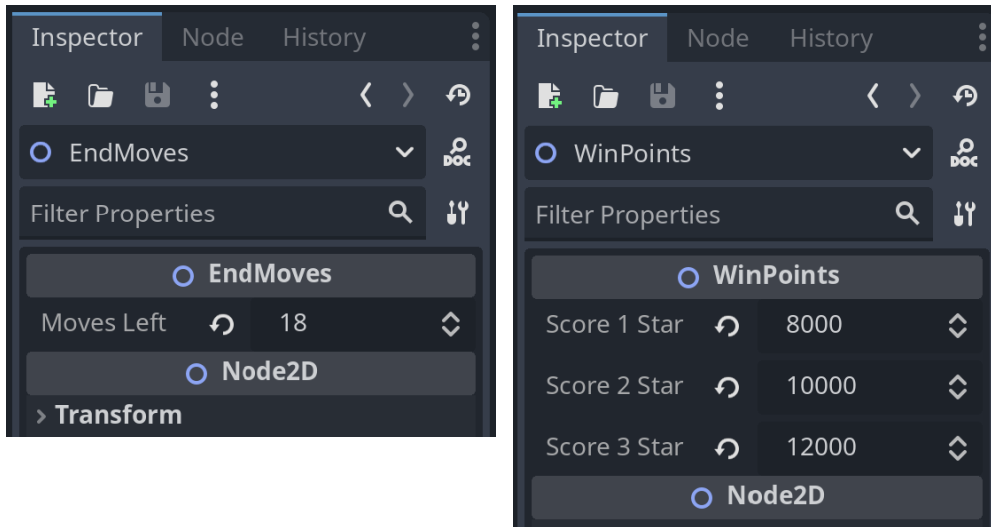 Inspector Node History
EndMoves
DOC
Filter Properties
EndMoves
Moves Left 18
Node2D
Transform
Inspector Node History
WinPoints
DOC
Filter Properties
WinPoints
Score 1 Star 8000
Score 2 Star 10000
Score 3 Star 12000
Node2D